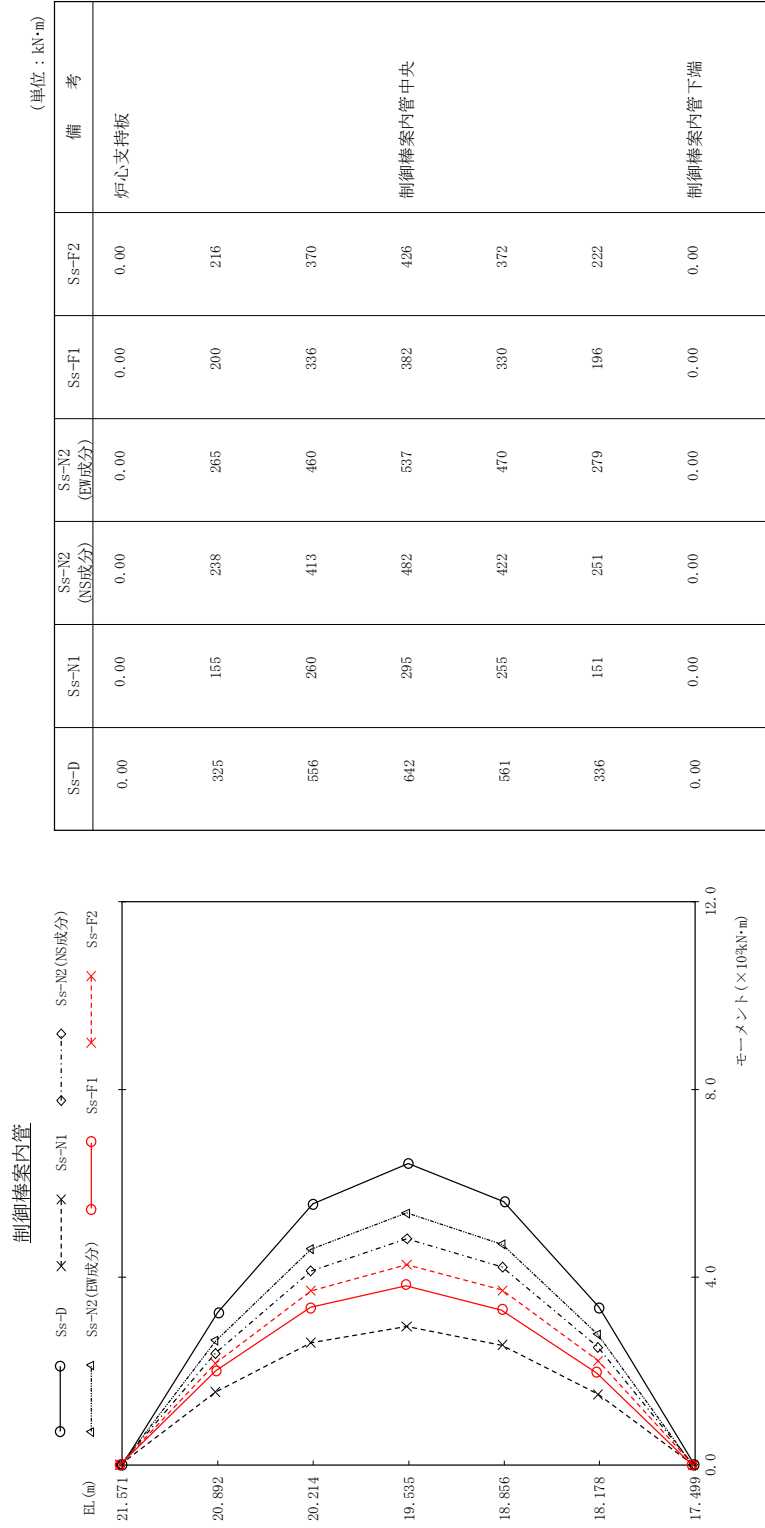 制御棒案内管
Ss-D Ss-N1 Ss-N2(NS成分)
Ss-N2(EW成分) Ss-F1 Ss-F2
EL(m)
21.571
20.892
20.214
19.535
18.856
18.178
17.499
0.0 4.0 8.0 12.0
モーメント(×10²kN・m)
(単位：kN・m)
Ss-D Ss-N1 Ss-N2 (NS成分) Ss-N2 (EW成分) Ss-F1 Ss-F2 備 考
0.00 0.00 0.00 0.00 0.00 0.00 炉心支持板
325 155 238 265 200 216
556 260 413 460 336 370
642 295 482 537 382 426 制御棒案内管中央
561 255 422 470 330 372
336 151 251 279 196 222
0.00 0.00 0.00 0.00 0.00 0.00 制御棒案内管下端